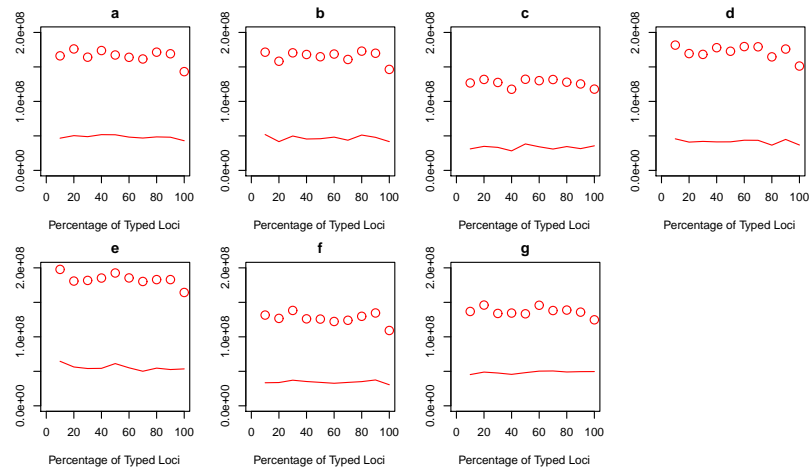 a b c d
0.0e+00 1.0e+08 2.0e+08 0.0e+00 1.0e+08 2.0e+08 0.0e+00 1.0e+08 2.0e+08 0.0e+00 1.0e+08 2.0e+08
0 20 40 60 80 100 0 20 40 60 80 100 0 20 40 60 80 100 0 20 40 60 80 100
Percentage of Typed Loci Percentage of Typed Loci Percentage of Typed Loci Percentage of Typed Loci
e f g
0.0e+00 1.0e+08 2.0e+08 0.0e+00 1.0e+08 2.0e+08 0.0e+00 1.0e+08 2.0e+08
0 20 40 60 80 100 0 20 40 60 80 100 0 20 40 60 80 100
Percentage of Typed Loci Percentage of Typed Loci Percentage of Typed Loci